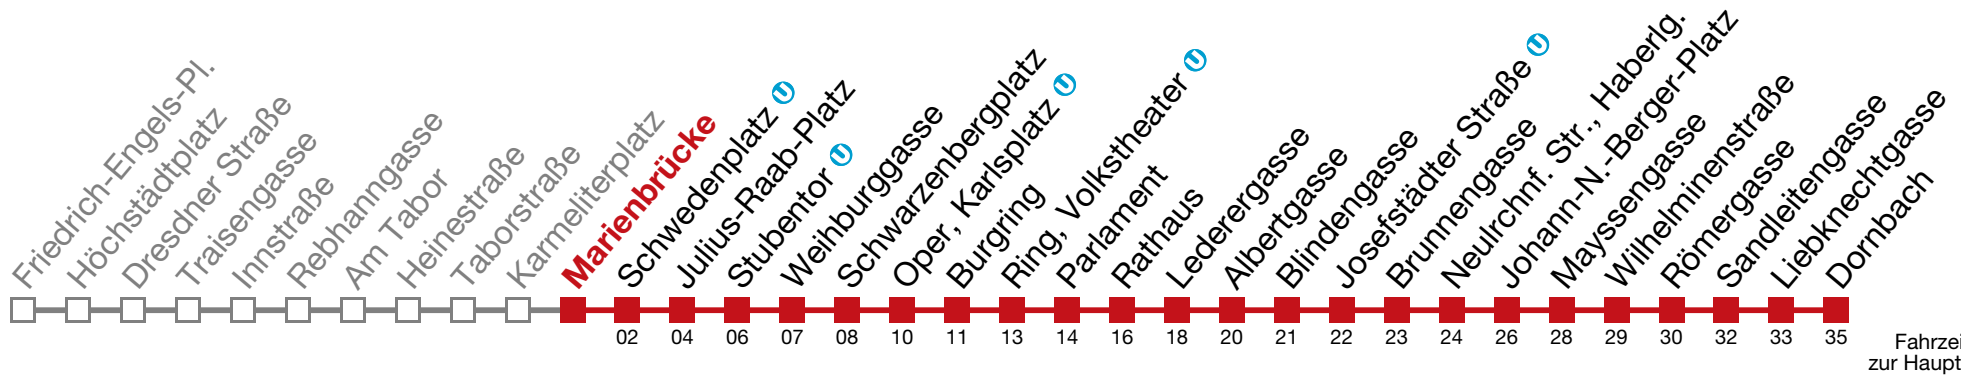 Friedrich-Engels-Pl.
Höchstädtplatz
Dresdner Straße
Traisengasse
Innstraße
Rebhanngasse
Am Tabor
Heinestraße
Taborstraße
Karmeliterplatz
Marienbrücke
Schwedenplatz U
Julius-Raab-Platz
Stubentor U
Weihburggasse
Schwarzenbergplatz
Oper, Karlsplatz U
Burgring
Ring, Volkstheater U
Parlament
Rathaus
Lederergasse
Albertgasse
Blindengasse
Josefstädter Straße U
Brunnengasse
Neulrchnf. Str., Haberlg.
Johann-N.-Berger-Platz
Mayssengasse
Wilhelminenstraße
Römergasse
Sandleitengasse
Liebknechtgasse
Dornbach
02 04 06 07 08 10 11 13 14 16 18 20 21 22 23 24 26 28 29 30 32 33 35
Fahrzei
zur Haupt